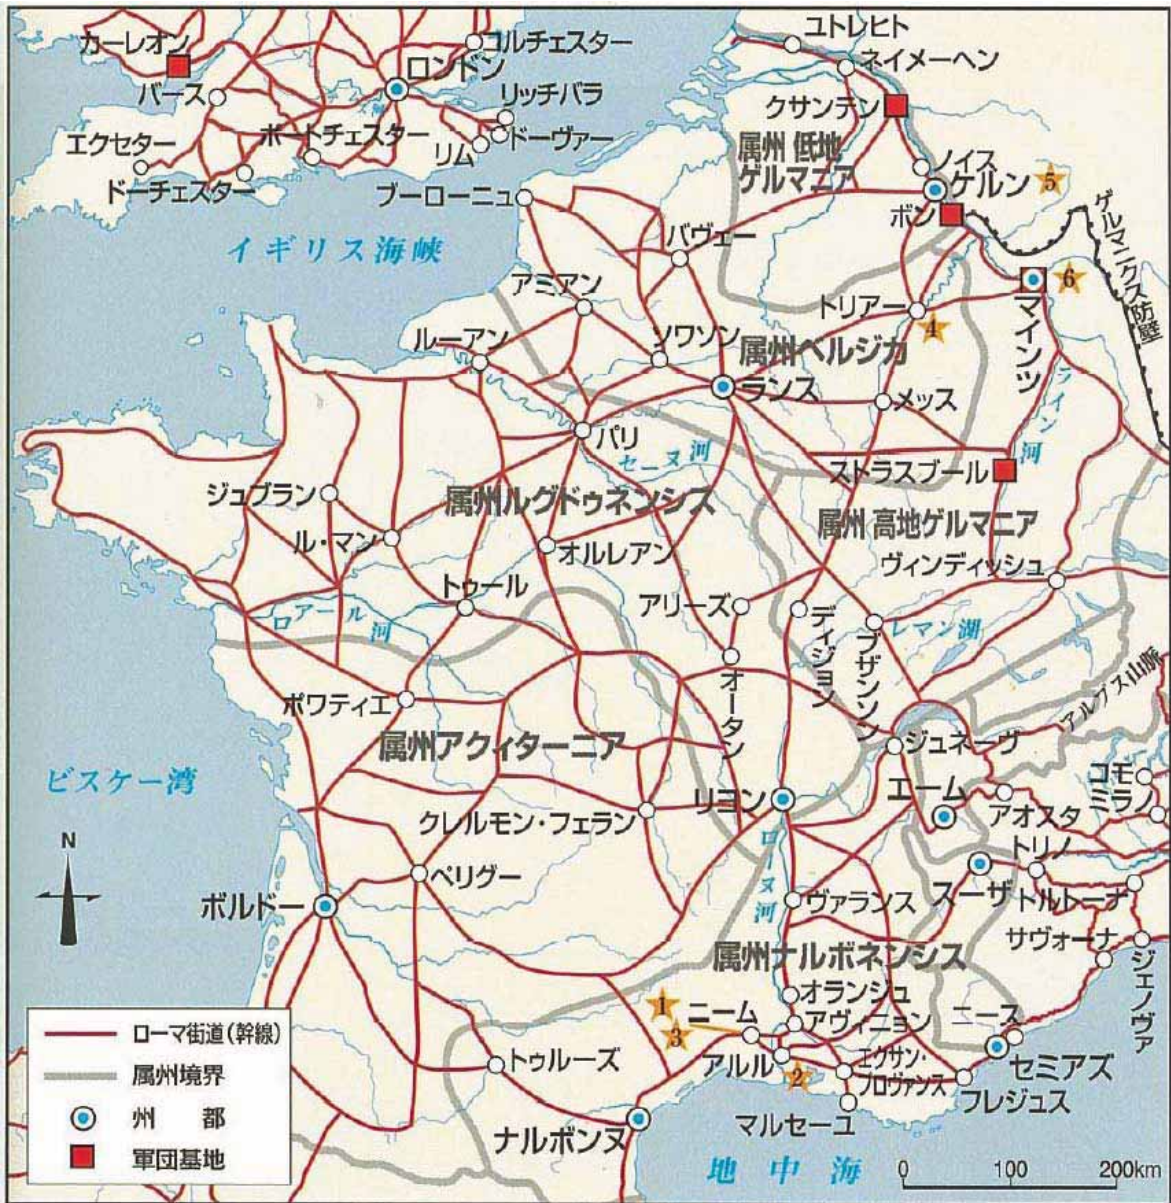 カーレオン
コルチェスター
ロンドン
バース
リッチバラ
エクセター
ポートチェスター
リム
ドーヴァー
ドーチェスター
ブーローニュ
イギリス海峡
ユトレヒト
ネイメーヘン
クサンテン
属州 低地
ゲルマニア
ノイス
ケルン
5
ボン
ゲルマニクス防壁
バヴェー
6
マインツ
アミアン
トリアー
4
ルーアン
ソワソン
属州ベルジカ
ランス
メッス
ライン河
パリ
セーヌ河
ストラスブール
ジュブラン
属州ルグドゥネンシス
属州 高地ゲルマニア
ル・マン
オルレアン
ヴィンディッシュ
トゥール
ロアール河
アリーズ
ディジョン
ブザンソン
レマン湖
オータン
アルプス山脈
ポワティエ
属州アクィターニア
ジュネーヴ
ビスケー湾
リヨン
エーム
コモ
ミラノ
クレルモン・フェラン
アオスタ
トリノ
N
ローヌ河
ペリグー
スーザ
トルトーナ
ボルドー
ヴァランス
サヴォーナ
ジェノヴァ
属州ナルボネンシス
オランジュ
1
ニーム
アヴィニョン
ニース
3
アルル
エクサン・
プロヴァンス
セミアズ
2
フレジュス
トゥルーズ
マルセーユ
ナルボンヌ
地中海
ローマ街道(幹線)
属州境界
州 都
軍団基地
0 100 200km